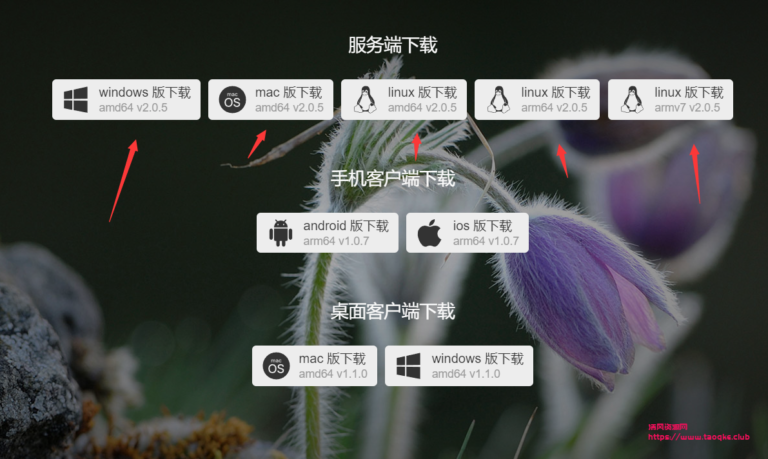 服务端下载
windows 版下载
amd64 v2.0.5
mac
OS
mac 版下载
amd64 v2.0.5
linux 版下载
amd64 v2.0.5
linux 版下载
arm64 v2.0.5
linux 版下载
armv7 v2.0.5
手机客户端下载
android 版下载
arm64 v1.0.7
ios 版下载
arm64 v1.0.7
桌面客户端下载
mac
OS
mac 版下载
amd64 v1.1.0
windows 版下载
amd64 v1.1.0
https://www.taoqks.club